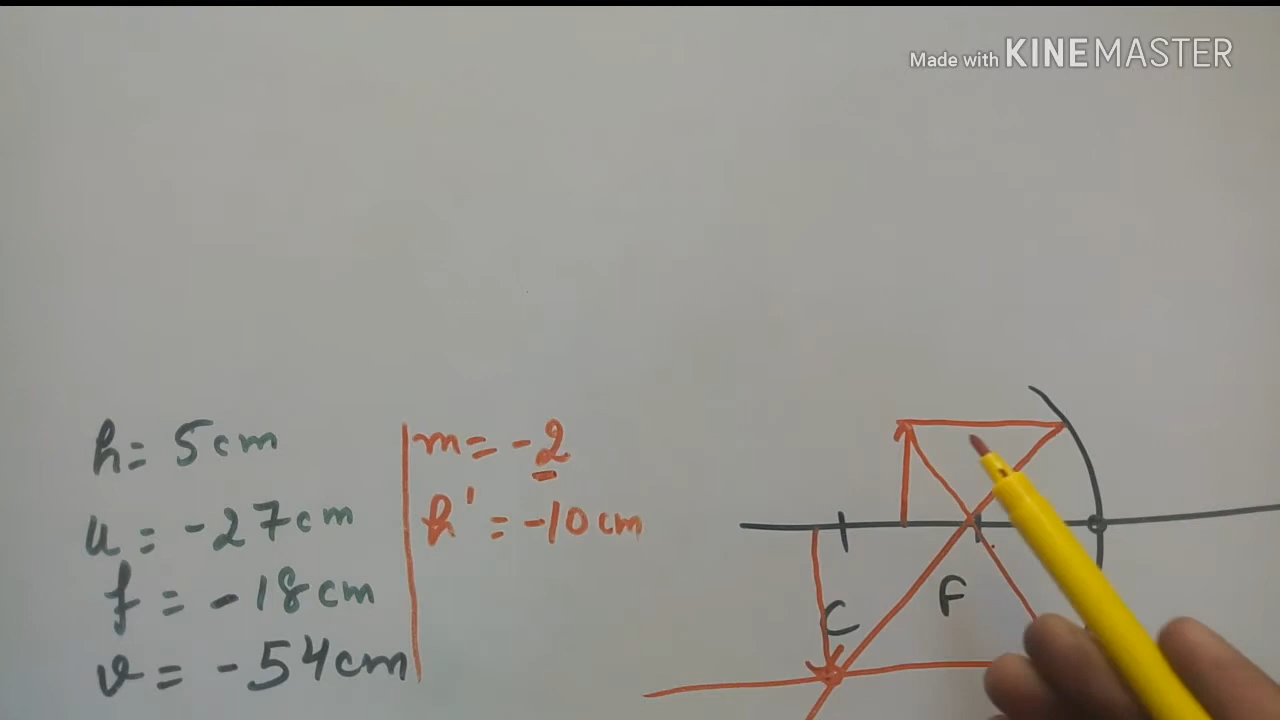 Made with KINEMASTER
h = 5cm
u = -27cm
f = -18cm
v = -54cm
m = -2
h' = -10cm
C
F